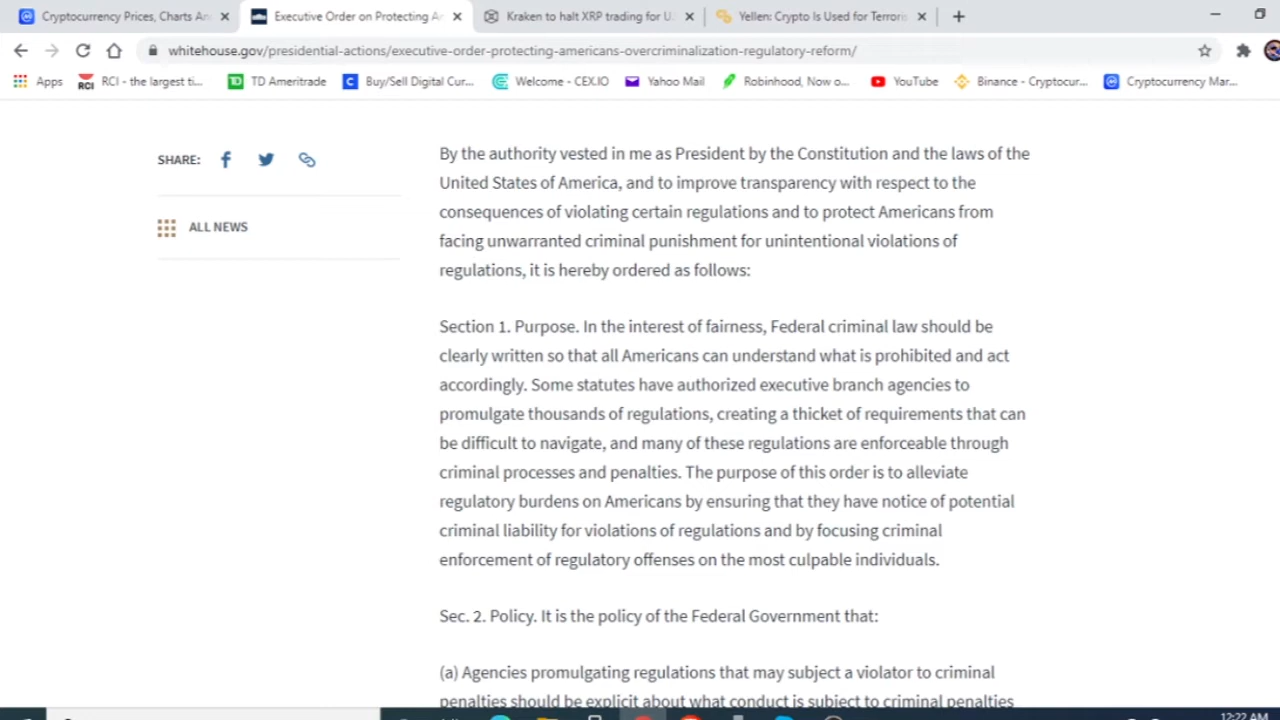 Cryptocurrency Prices, Charts An
Executive Order on Protecting Ar
Kraken to halt XRP trading for U.
Yellen: Crypto Is Used for Terroris
whitehouse.gov/presidential-actions/executive-order-protecting-americans-overcriminalization-regulatory-reform/
Apps
RCI
RCI - the largest ti...
TD Ameritrade
Buy/Sell Digital Cur...
Welcome - CEX.IO
Yahoo Mail
Robinhood, Now o...
YouTube
Binance - Cryptocur...
Cryptocurrency Mar...
SHARE:
ALL NEWS
By the authority vested in me as President by the Constitution and the laws of the
United States of America, and to improve transparency with respect to the
consequences of violating certain regulations and to protect Americans from
facing unwarranted criminal punishment for unintentional violations of
regulations, it is hereby ordered as follows:
Section 1. Purpose. In the interest of fairness, Federal criminal law should be
clearly written so that all Americans can understand what is prohibited and act
accordingly. Some statutes have authorized executive branch agencies to
promulgate thousands of regulations, creating a thicket of requirements that can
be difficult to navigate, and many of these regulations are enforceable through
criminal processes and penalties. The purpose of this order is to alleviate
regulatory burdens on Americans by ensuring that they have notice of potential
criminal liability for violations of regulations and by focusing criminal
enforcement of regulatory offenses on the most culpable individuals.
Sec. 2. Policy. It is the policy of the Federal Government that:
(a) Agencies promulgating regulations that may subject a violator to criminal
penalties should be explicit about what conduct is subject to criminal penalties
12:22 AM